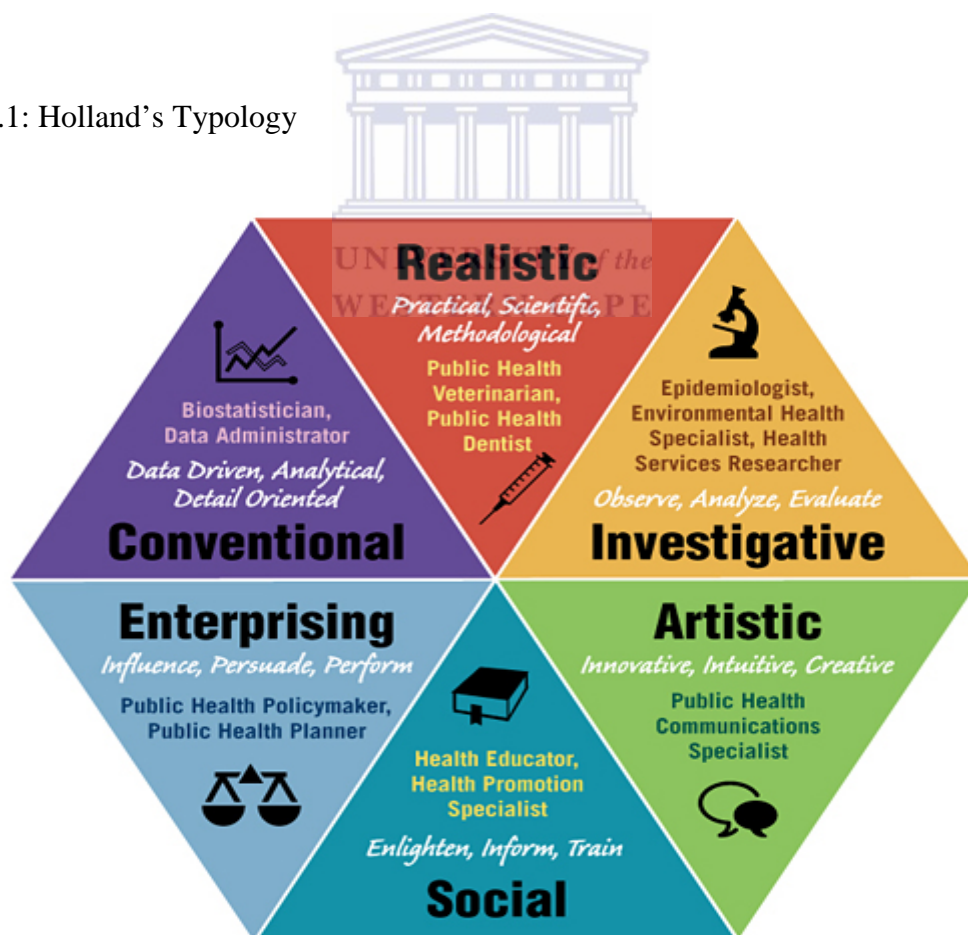 .1: Holland's Typology
UNIVERSITY of the
WESTERN CAPE
Realistic
Practical, Scientific,
Methodological
Public Health
Veterinarian,
Public Health
Dentist
Biostatistician,
Data Administrator
Data Driven, Analytical,
Detail Oriented
Conventional
Epidemiologist,
Environmental Health
Specialist, Health
Services Researcher
Observe, Analyze, Evaluate
Investigative
Enterprising
Influence, Persuade, Perform
Public Health Policymaker,
Public Health Planner
Health Educator,
Health Promotion
Specialist
Enlighten, Inform, Train
Social
Artistic
Innovative, Intuitive, Creative
Public Health
Communications
Specialist